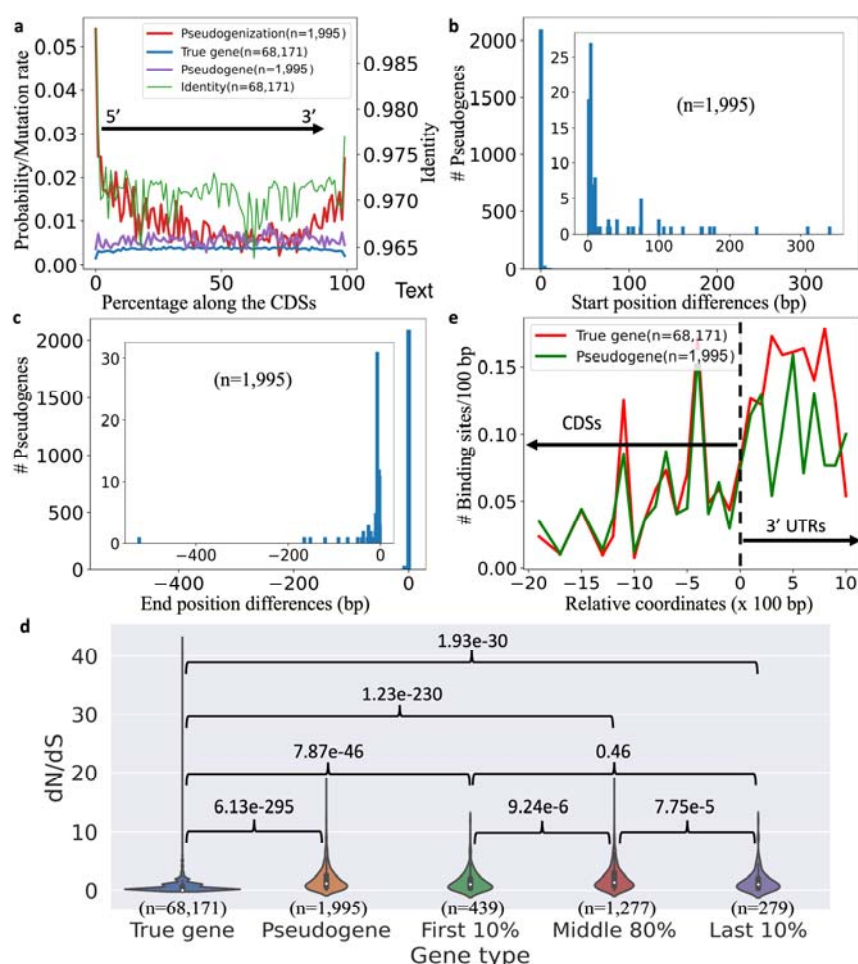 a
Pseudogenization(n=1,995)
True gene(n=68,171)
Pseudogene(n=1,995)
Identity(n=68,171)
5′ 3′
Probability/Mutation rate
0.05
0.04
0.03
0.02
0.01
0.00
0.985
0.980
0.975
0.970
0.965
Identity
0 50 100
Percentage along the CDSs
Text
b
# Pseudogenes
2000
1500
1000
500
0
25
20
15
10
5
0
(n=1,995)
0 100 200 300
0 100 200 300
Start position differences (bp)
c
# Pseudogenes
2000
1500
1000
500
0
30
20
10
0
(n=1,995)
−400 −200 0
−400 −200 0
End position differences (bp)
e
True gene(n=68,171)
Pseudogene(n=1,995)
# Binding sites/100 bp
0.15
0.10
0.05
0.00
CDSs
3′ UTRs
−20 −15 −10 −5 0 5 10
Relative coordinates (x 100 bp)
d
dN/dS
40
30
20
10
0
1.93e-30
1.23e-230
7.87e-46 0.46
6.13e-295 9.24e-6 7.75e-5
(n=68,171) (n=1,995) (n=439) (n=1,277) (n=279)
True gene Pseudogene First 10% Middle 80% Last 10%
Gene type